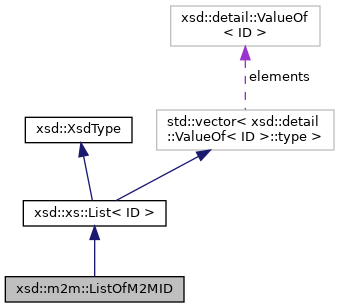 xsd::detail::ValueOf
< ID >
elements
std::vector< xsd::detail
::ValueOf< ID >::type >
xsd::XsdType
xsd::xs::List< ID >
xsd::m2m::ListOfM2MID